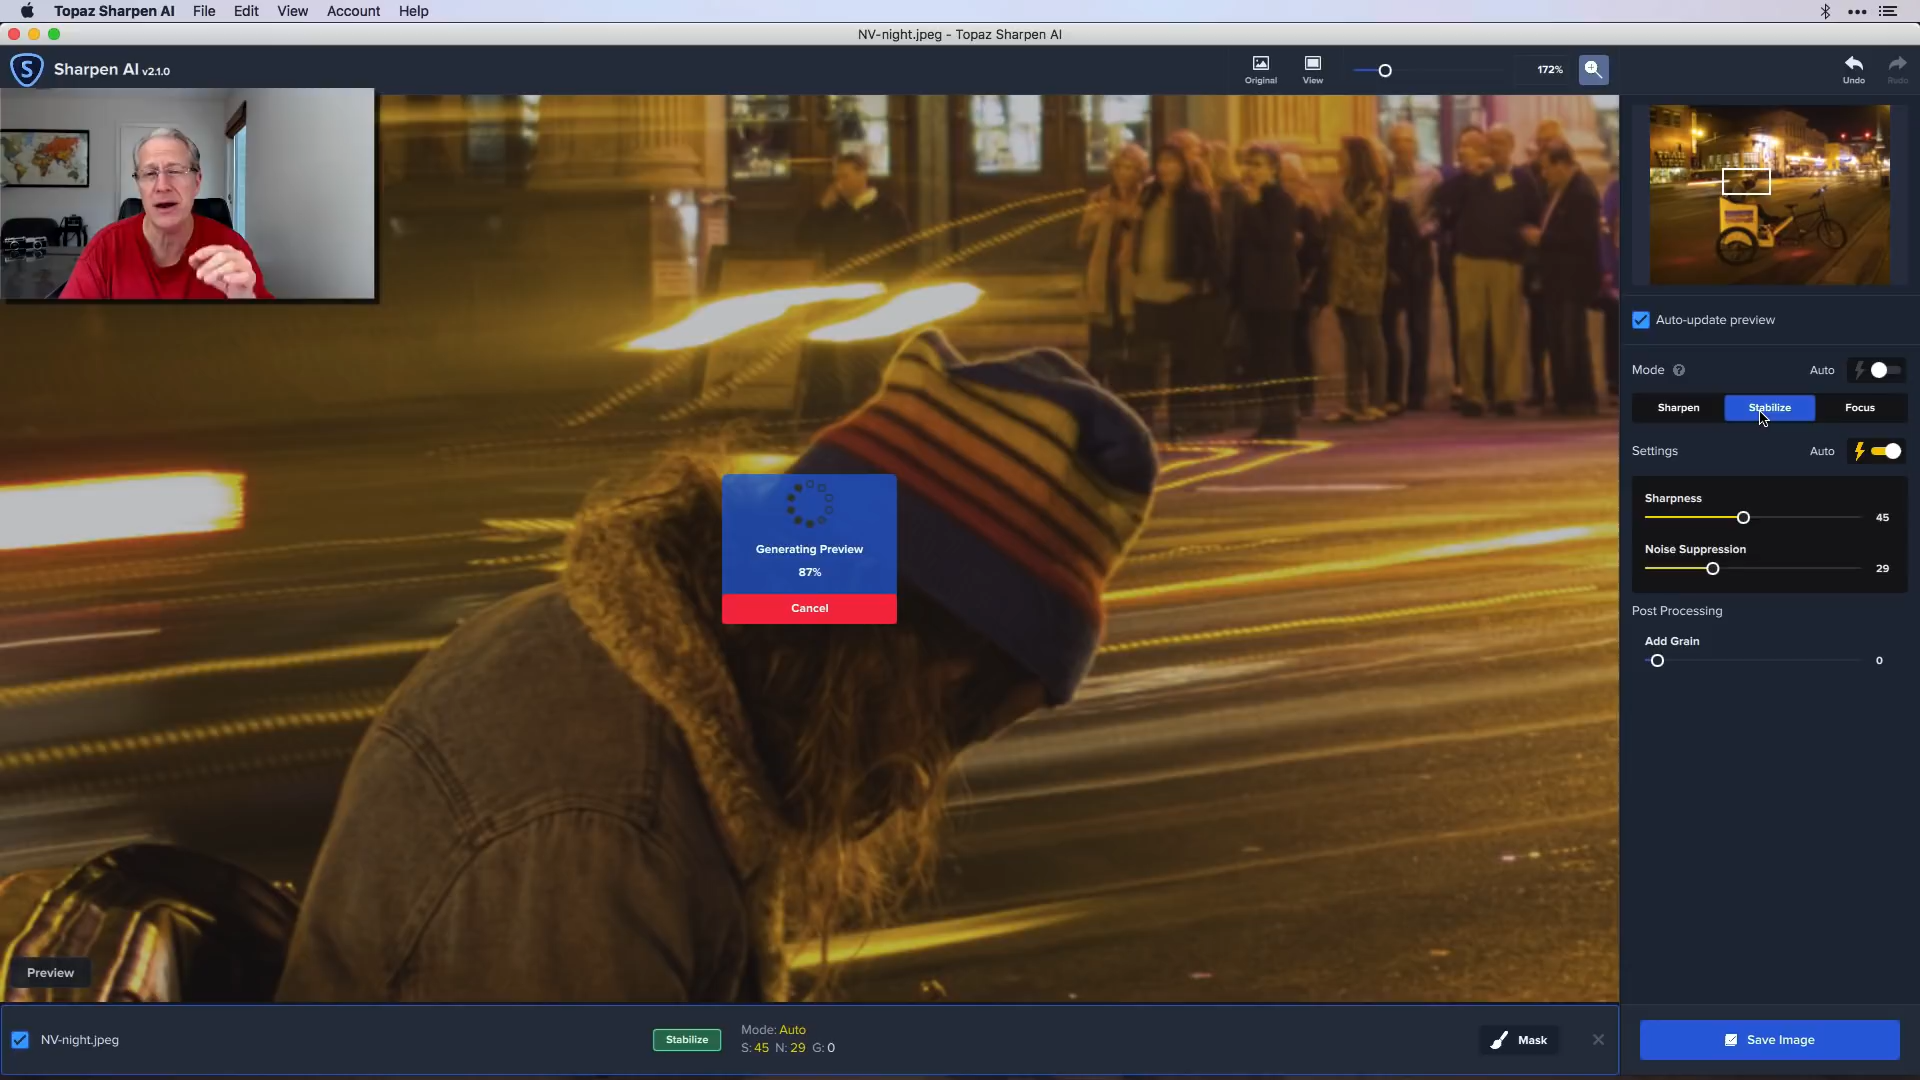 Topaz Sharpen AI File Edit View Account Help
NV-night.jpeg - Topaz Sharpen AI
Sharpen AI v2.1.0
Original
View
172%
Undo
Redo
Auto-update preview
Mode ? Auto
Sharpen Stabilize Focus
Settings Auto
Sharpness
45
Noise Suppression
29
Post Processing
Add Grain
0
Generating Preview
87%
Cancel
Preview
NV-night.jpeg
Stabilize
Mode: Auto
S: 45 N: 29 G: 0
Mask
Save Image